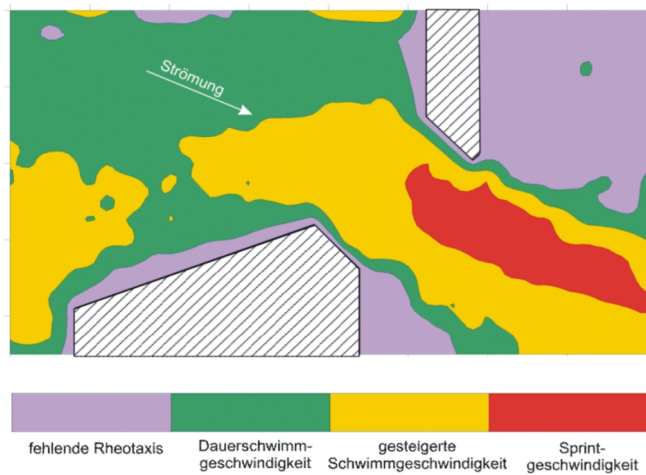 Strömung
fehlende Rheotaxis
Dauerschwimm-
geschwindigkeit
gesteigerte
Schwimmgeschwindigkeit
Sprint-
geschwindigkeit